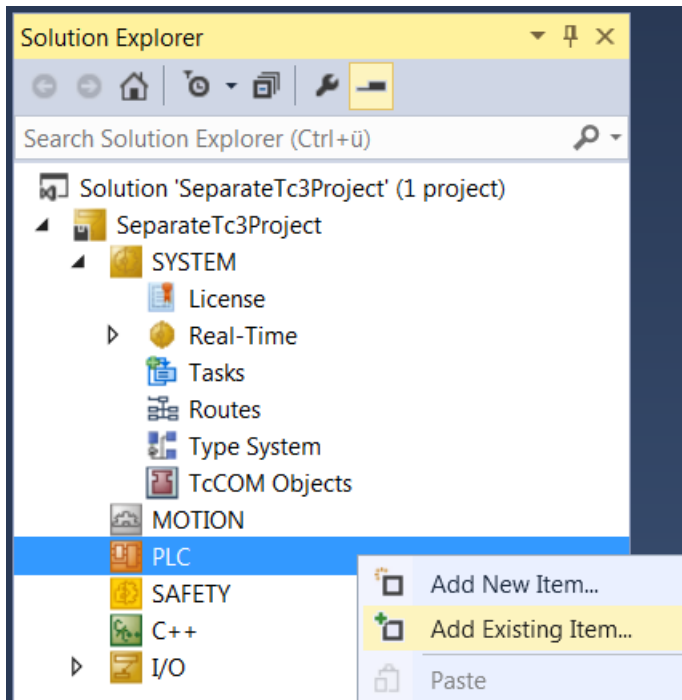 Solution Explorer
Search Solution Explorer (Ctrl+ü)
Solution 'SeparateTc3Project' (1 project)
SeparateTc3Project
SYSTEM
License
Real-Time
Tasks
Routes
Type System
TcCOM Objects
MOTION
PLC
Add New Item...
SAFETY
Add Existing Item...
C++
I/O
Paste